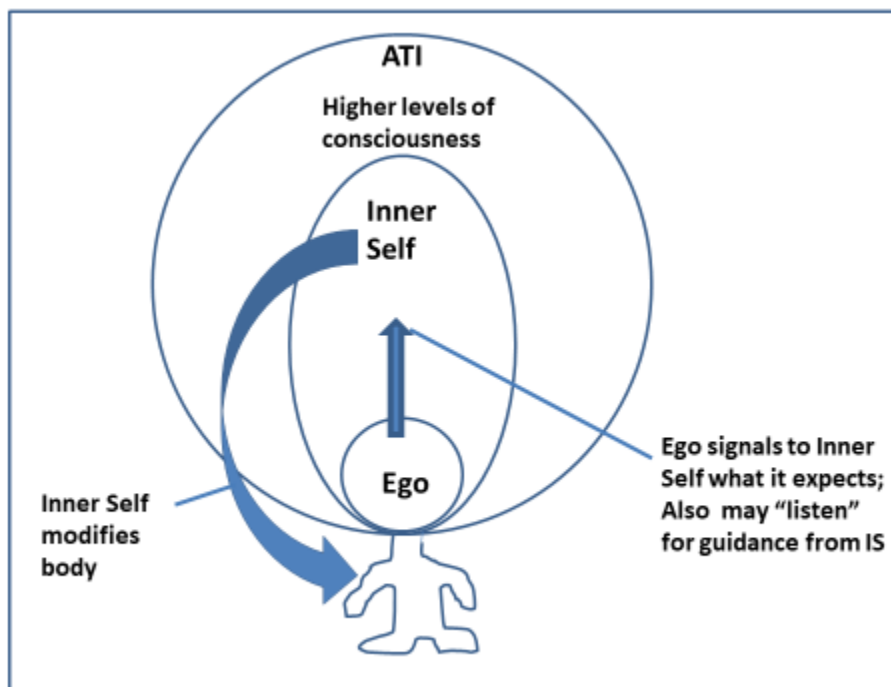 ATI
Higher levels of
consciousness
Inner
Self
Ego
Ego signals to Inner
Self what it expects;
Also may “listen”
for guidance from IS
Inner Self
modifies
body